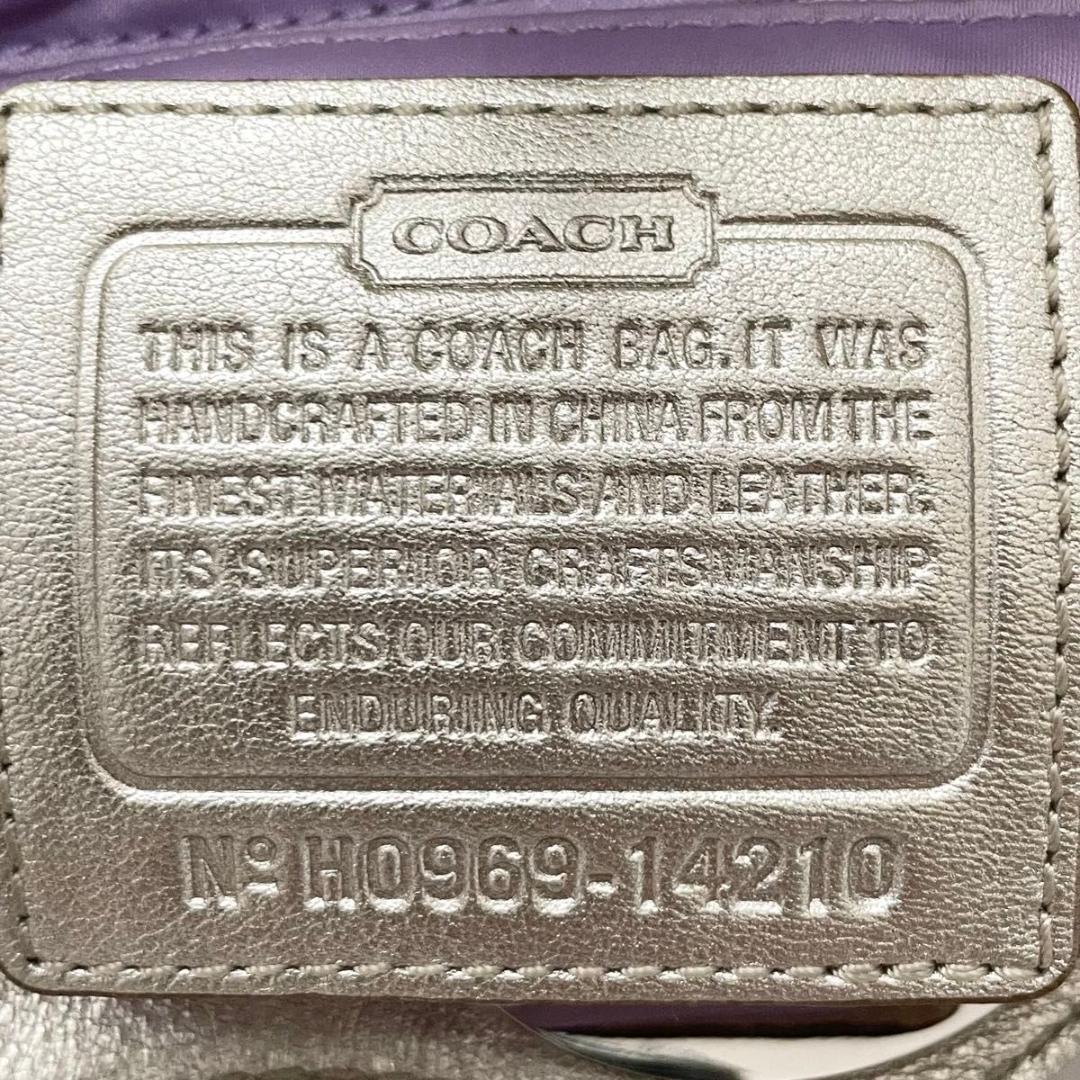 COACH
THIS IS A COACH BAG. IT WAS
HANDCRAFTED IN CHINA FROM THE
FINEST MATERIALS AND LEATHER.
ITS SUPERIOR CRAFTSMANSHIP
REFLECTS OUR COMMITMENT TO
ENDURING QUALITY.
Nº H0969-14210